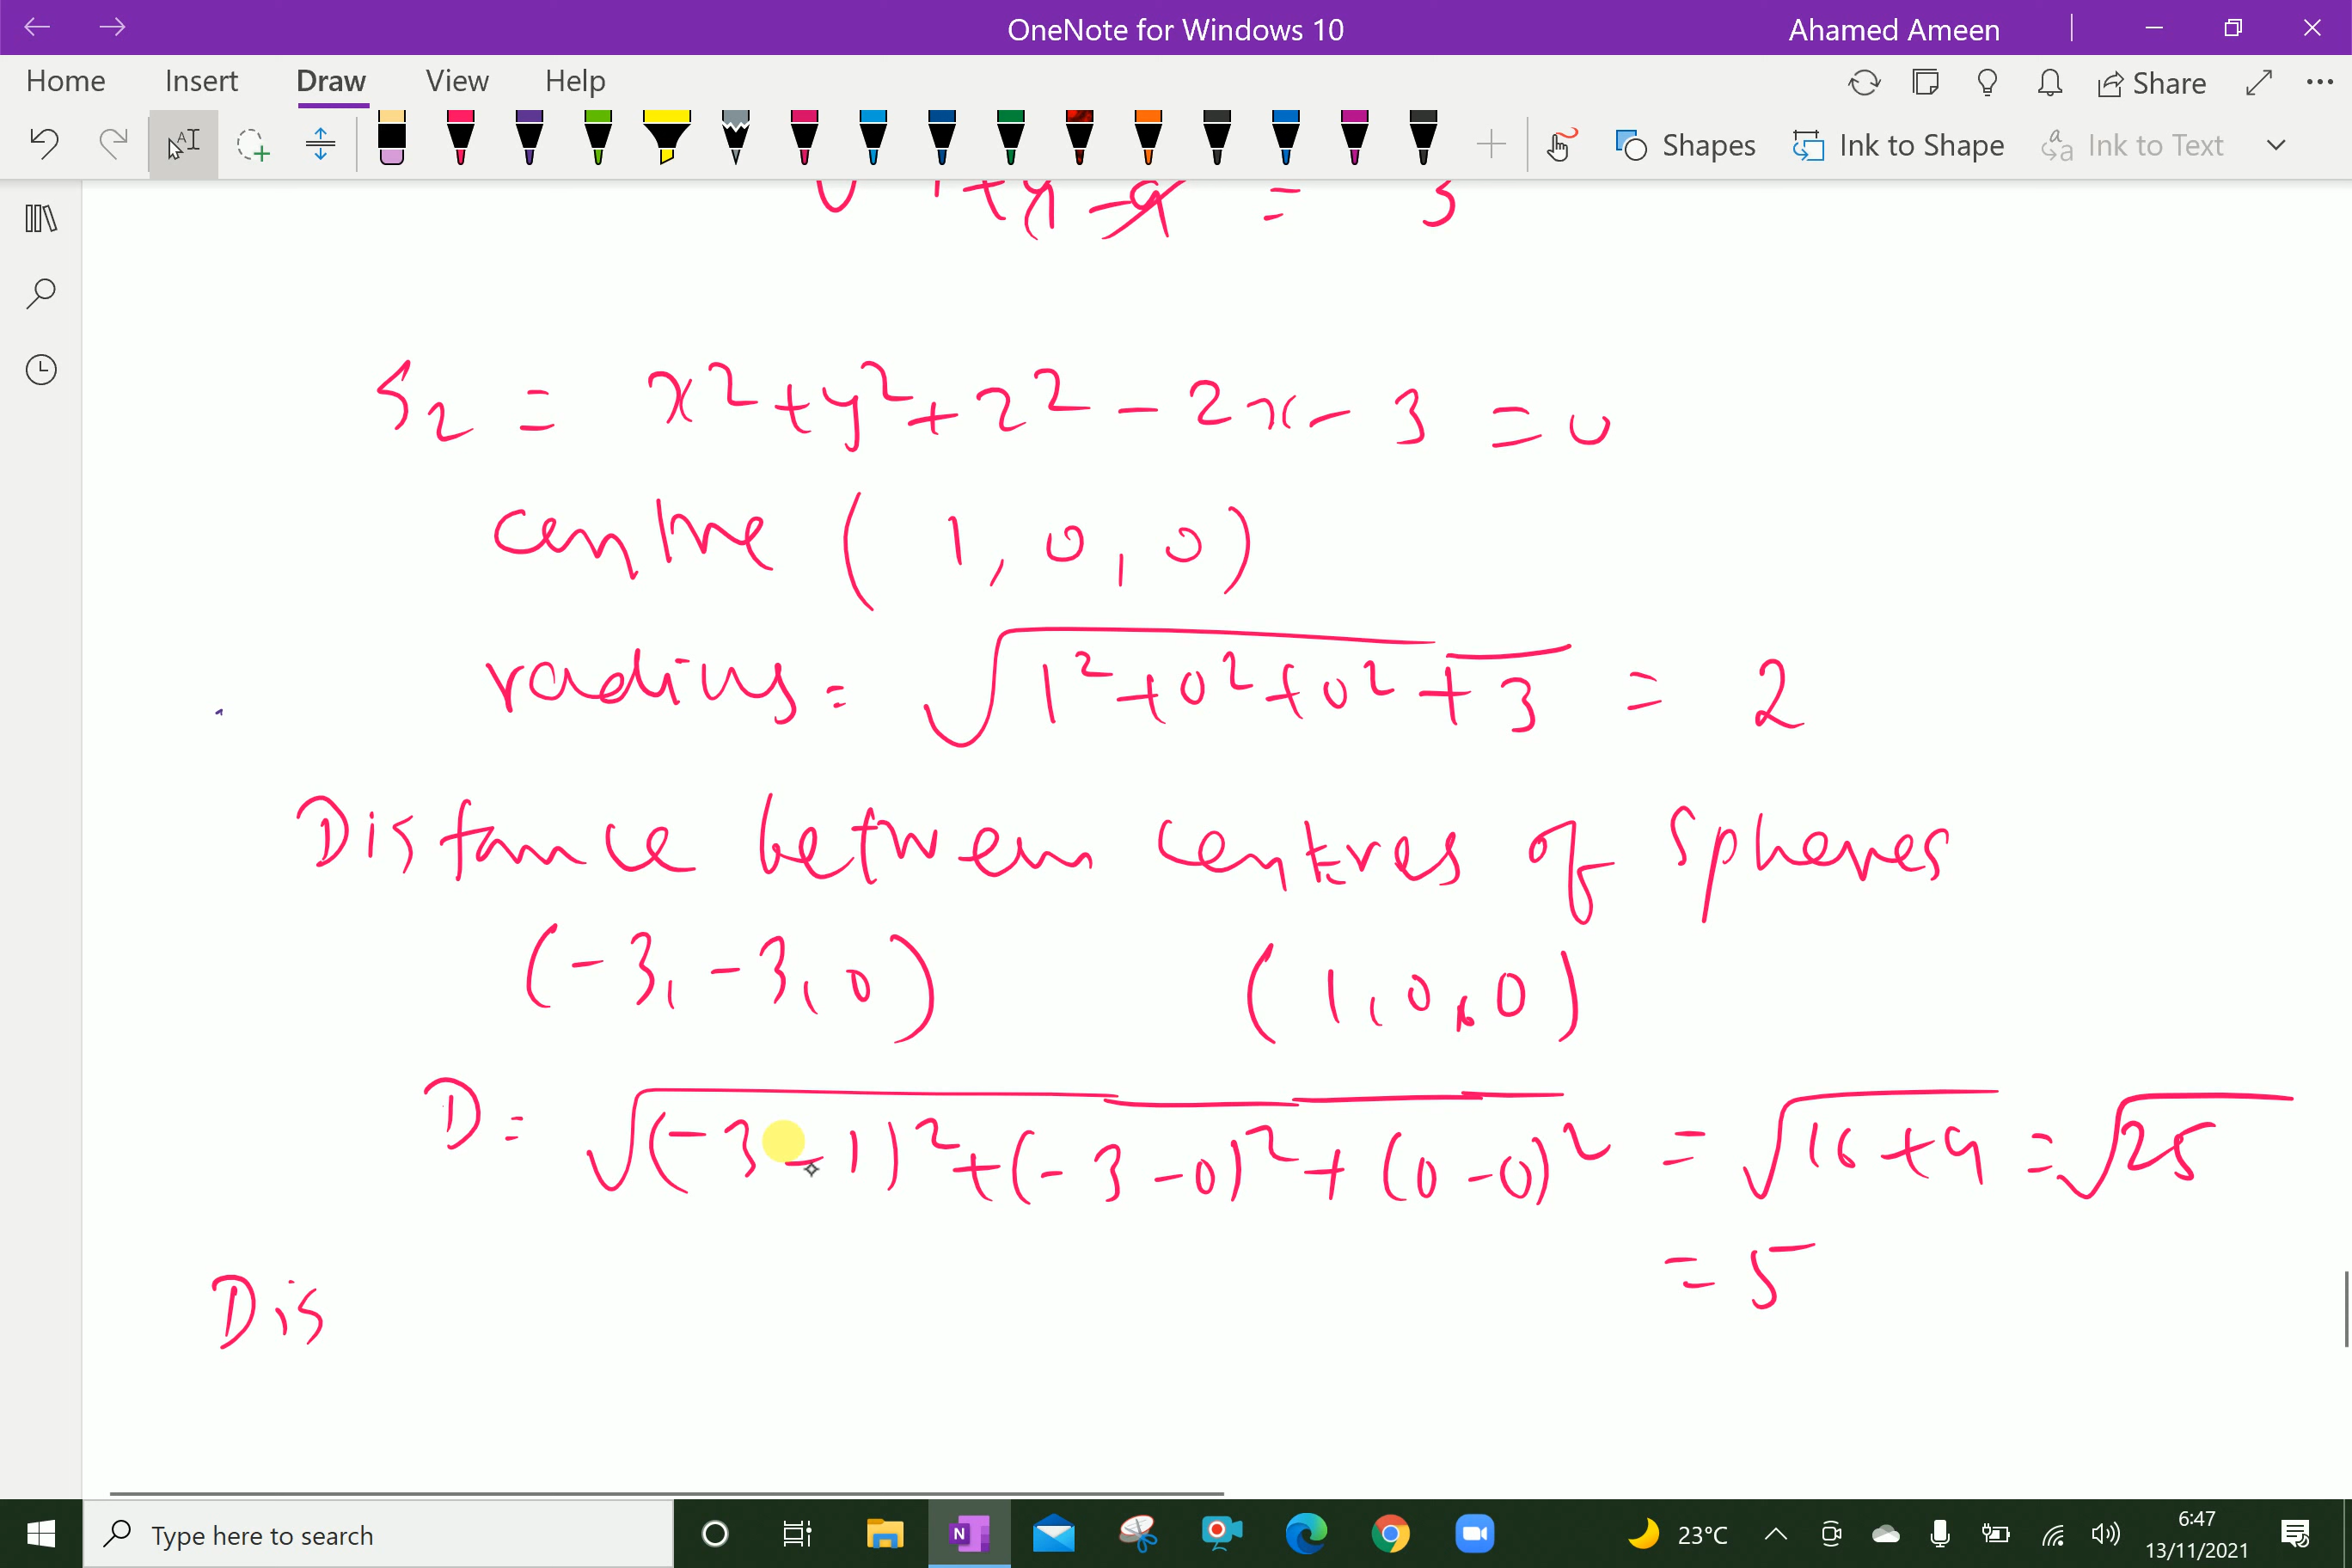 OneNote for Windows 10 Ahamed Ameen
Home Insert Draw View Help Share
Shapes Ink to Shape Ink to Text
S₂ = x² + y² + z² - 2x - 3 = 0
centre ( 1, 0, 0 )
radius = √(1² + 0² + 0² + 3) = 2
Distance between centres of spheres
(-3, -3, 0) (1, 0, 0)
D = √((-3 - 1)² + (-3 - 0)² + (0 - 0)²) = √(16 + 9) = √25
= 5
Dis
Type here to search 23°C 6:47
13/11/2021